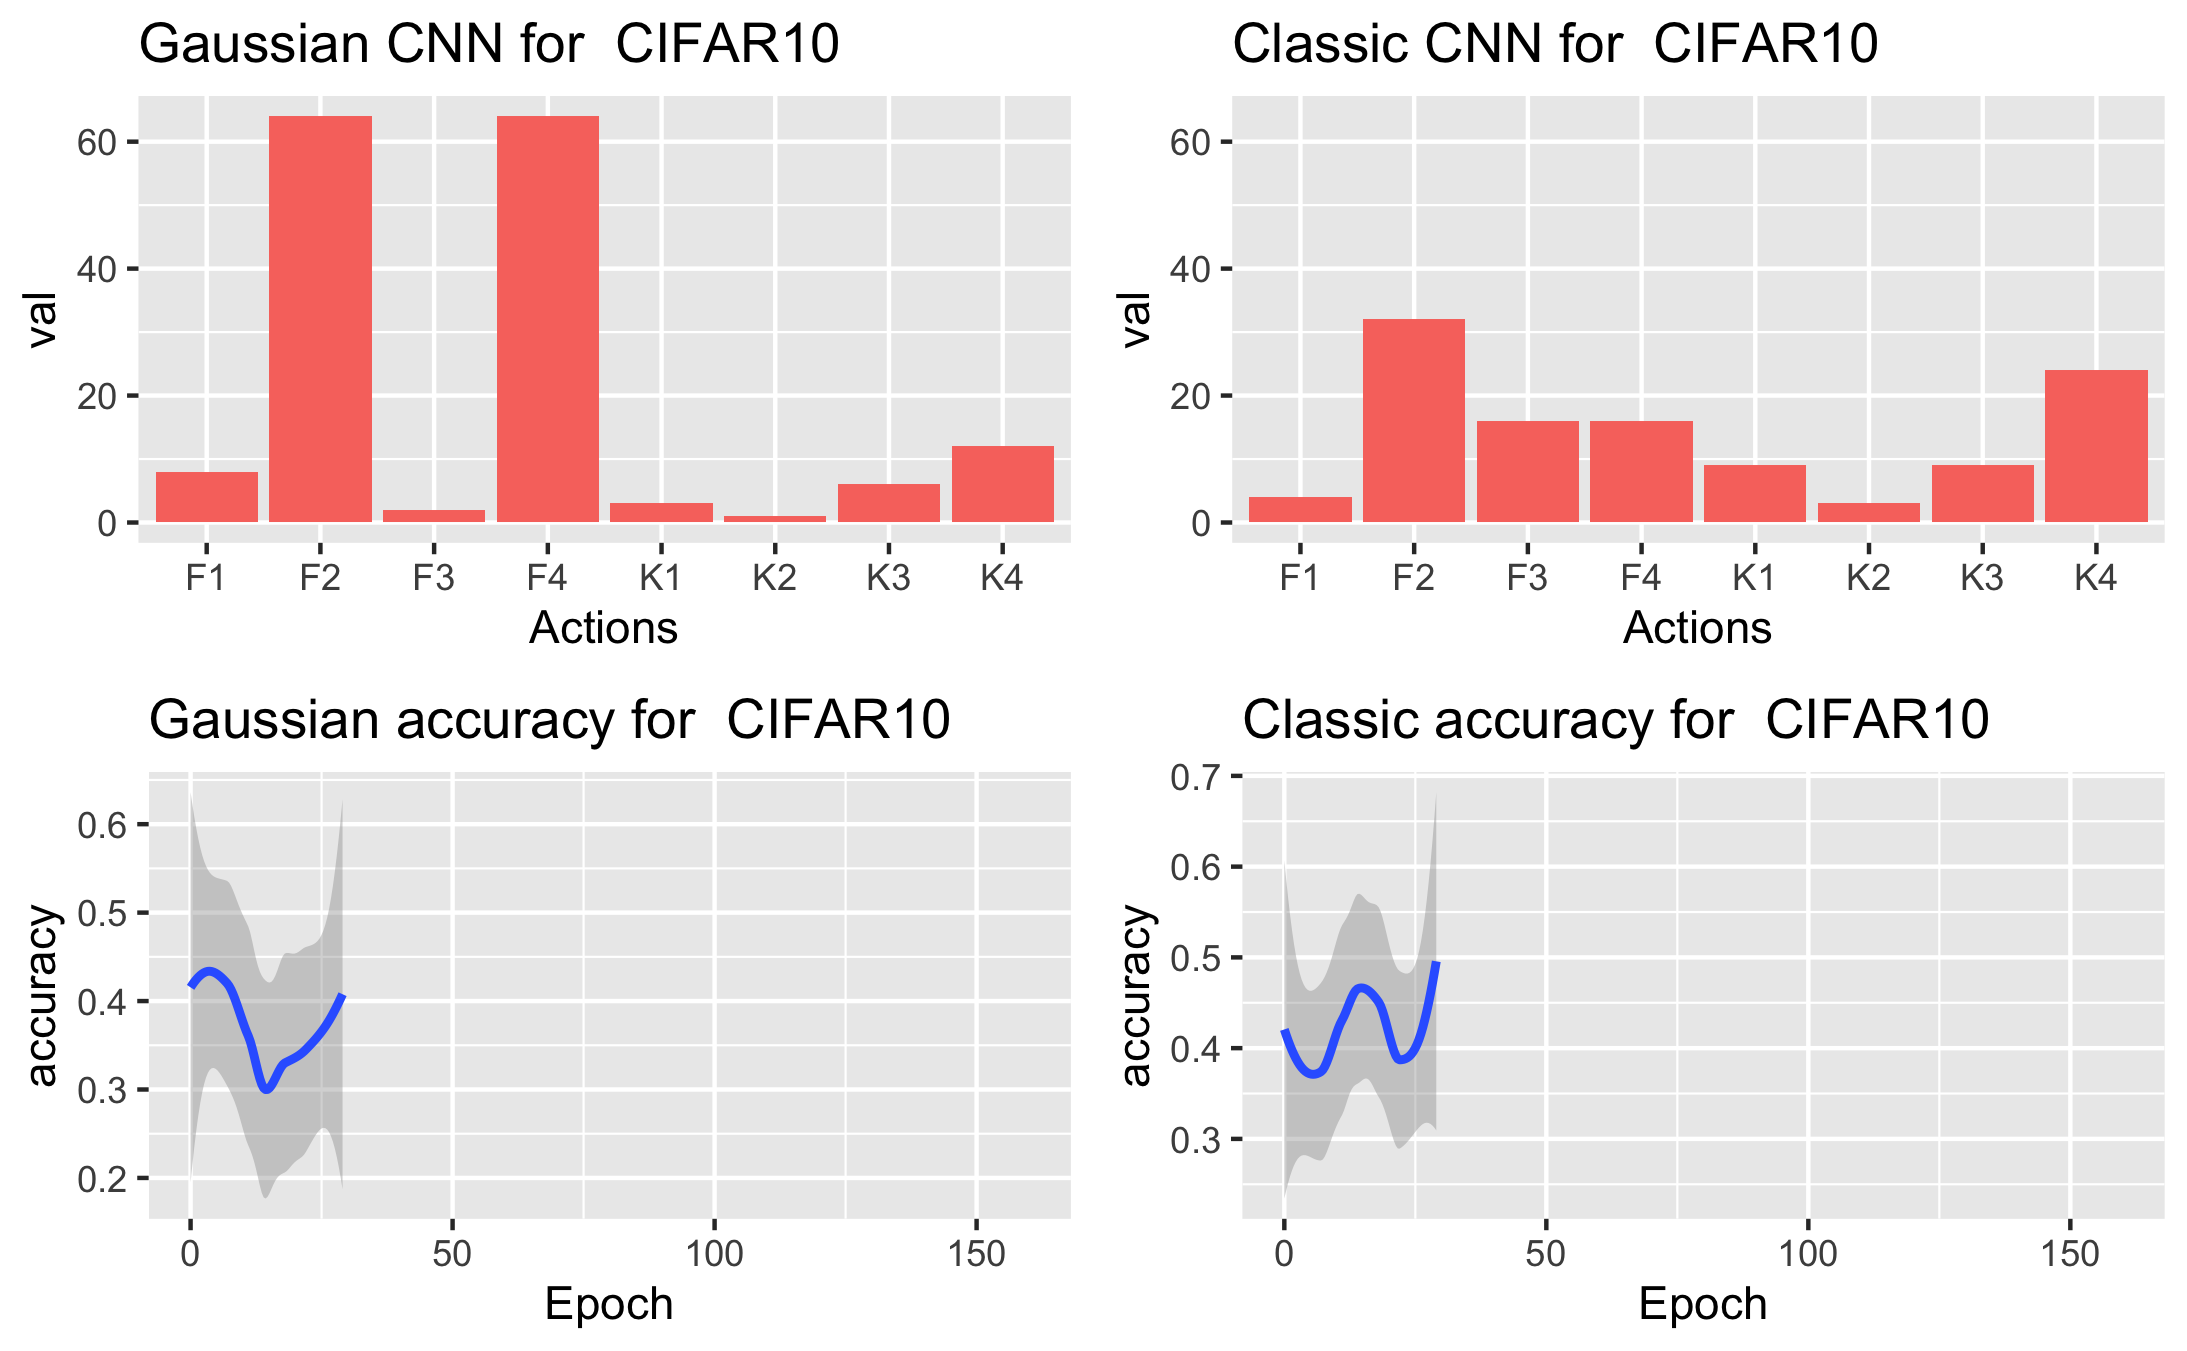 Gaussian CNN for  CIFAR10
val
60
40
20
0
F1 F2 F3 F4 K1 K2 K3 K4
Actions
Classic CNN for  CIFAR10
val
60
40
20
0
F1 F2 F3 F4 K1 K2 K3 K4
Actions
Gaussian accuracy for  CIFAR10
accuracy
0.6
0.5
0.4
0.3
0.2
0 50 100 150
Epoch
Classic accuracy for  CIFAR10
accuracy
0.7
0.6
0.5
0.4
0.3
0 50 100 150
Epoch